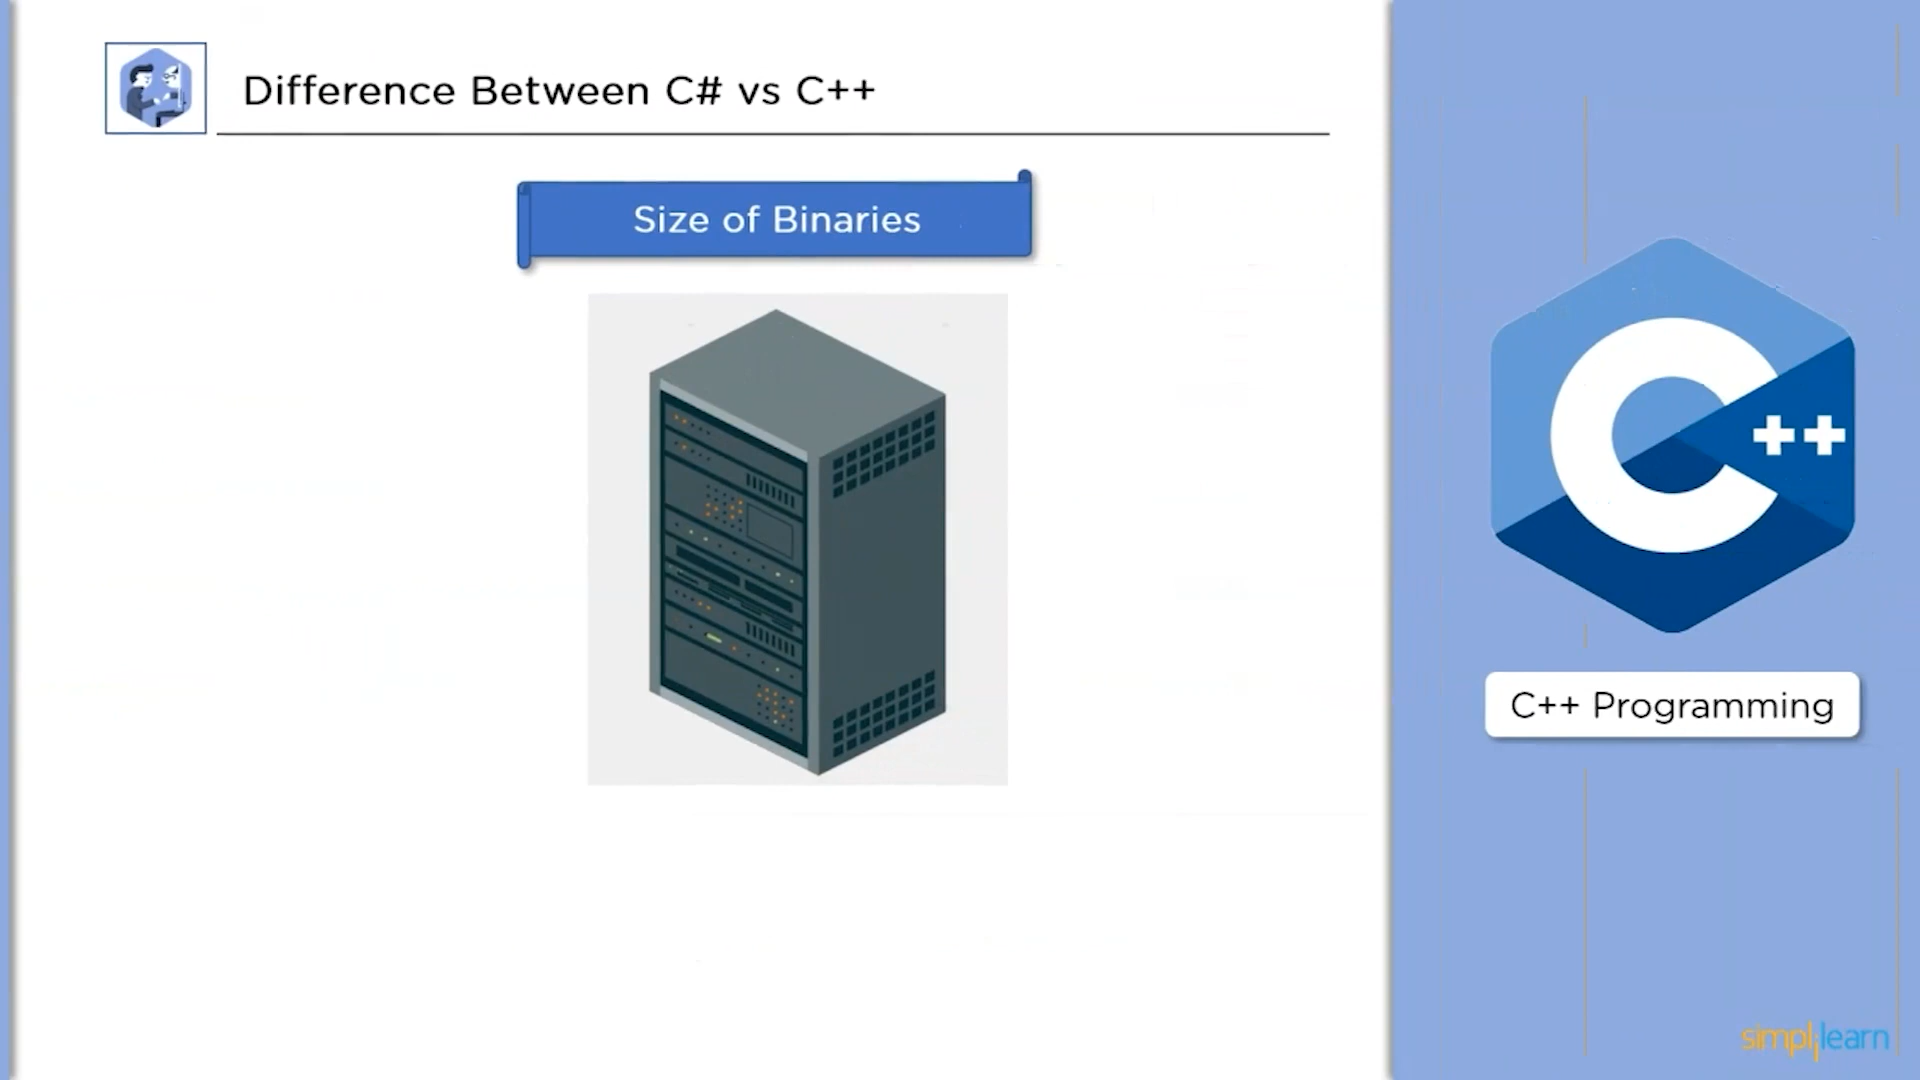 Difference Between C# vs C++
Size of Binaries
C++
C++ Programming
simplilearn